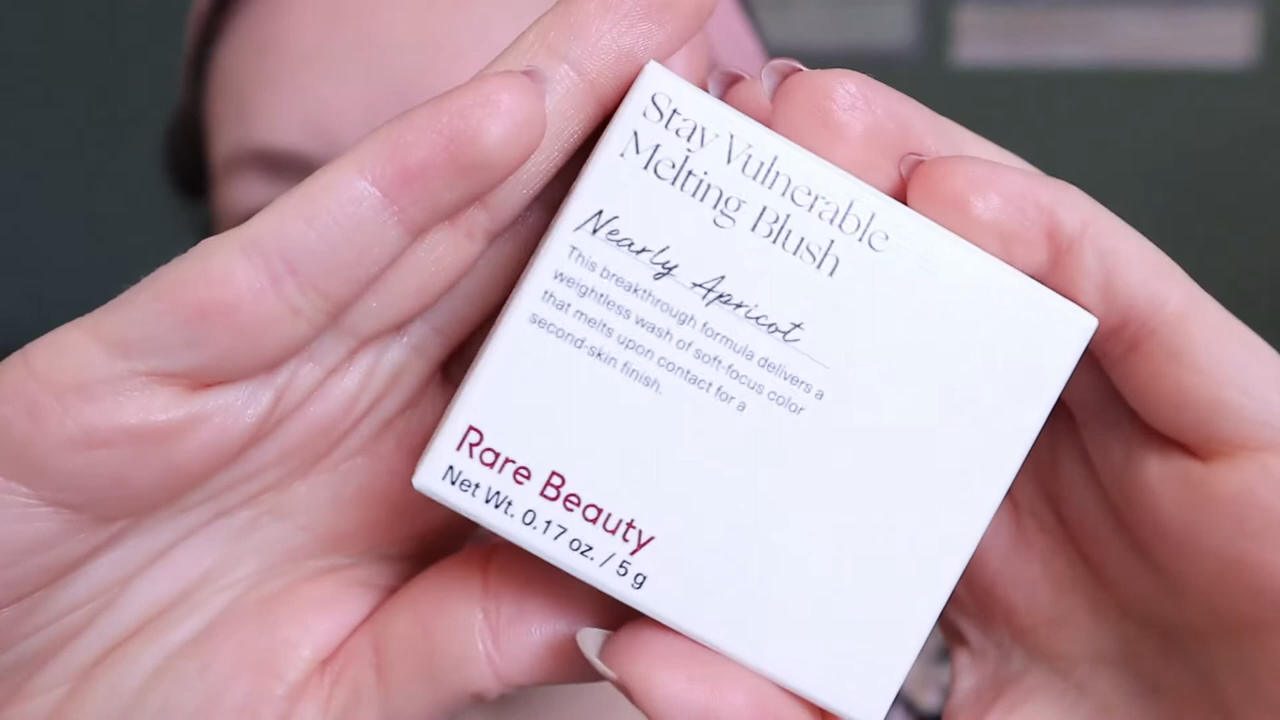 Stay Vulnerable
Melting Blush
Nearly Apricot
This breakthrough formula delivers a
weightless wash of soft-focus color
that melts upon contact for a
second-skin finish.
Rare Beauty
Net Wt. 0.17 oz. / 5 g